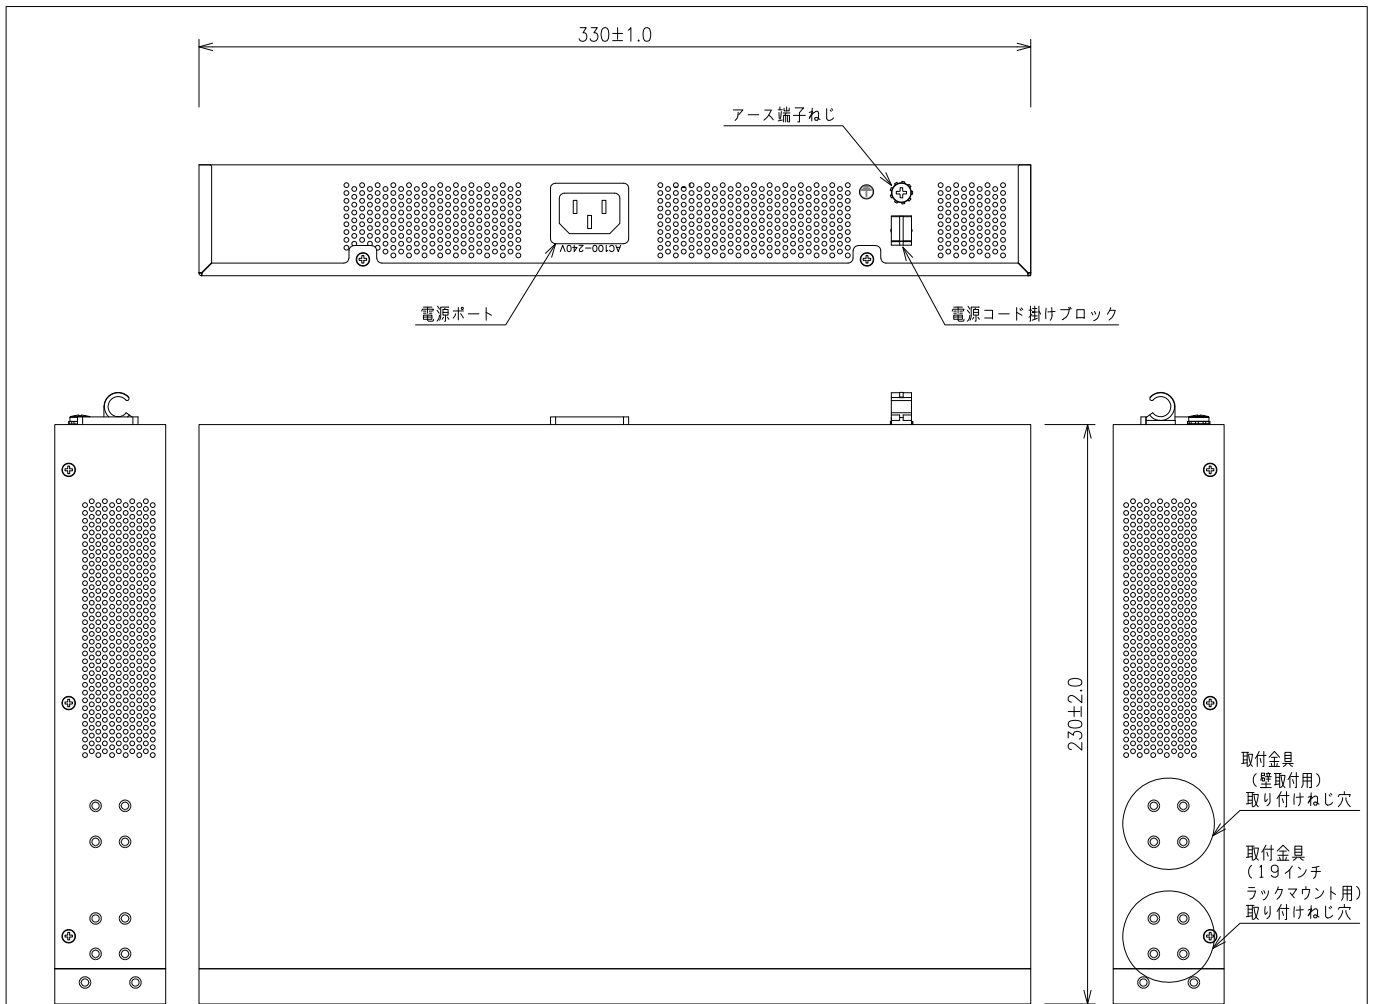 330±1.0
アース端子ねじ
AC100-240V
電源ポート
電源コード掛けブロック
230±2.0
取付金具
(壁取付用)
取り付けねじ穴
取付金具
(19インチ
ラックマウント用)
取り付けねじ穴